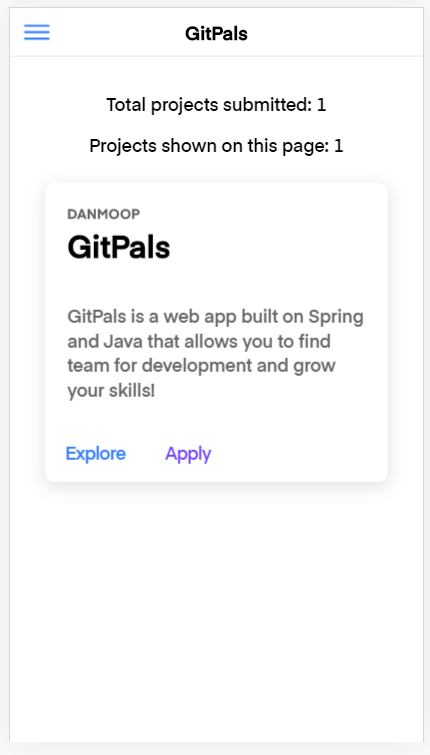 GitPals
Total projects submitted: 1
Projects shown on this page: 1
DANMOOP
GitPals
GitPals is a web app built on Spring
and Java that allows you to find
team for development and grow
your skills!
Explore Apply